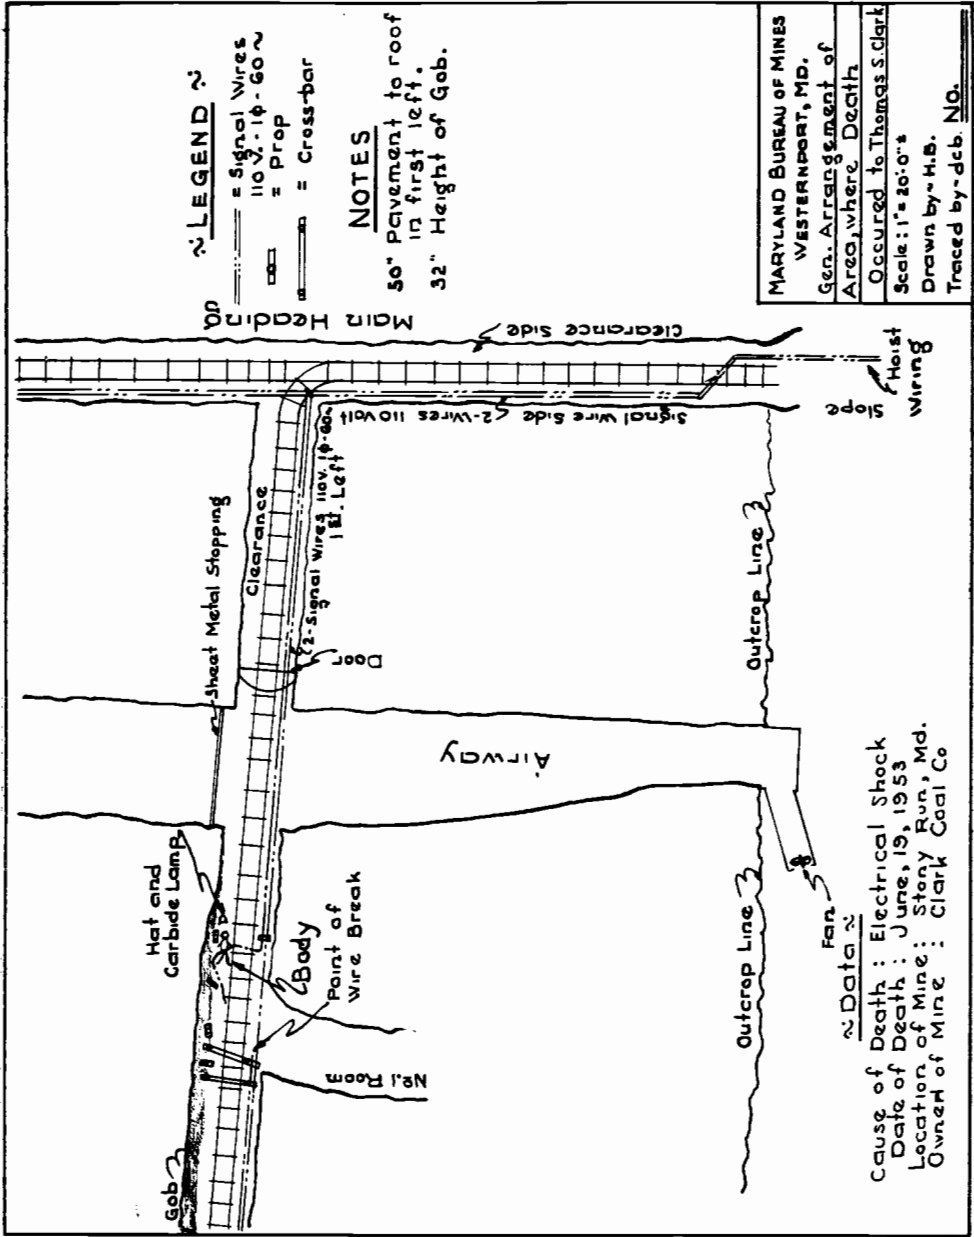 ~ LEGEND ~
= Signal Wires
110 V. - 1φ - 60 ~
= Prop
= Cross-bar
NOTES
50" Pavement to roof
in first left.
32" Height of Gob.
Main Heading
Clearance Side
Signal Wire Side
2-Wires 110 Volt
Hoist
Wiring
Slope
Sheet Metal Stopping
Clearance
2-Signal Wires 110V. 1φ-60~
1st. Left
Door
Airway
Outcrop Line
Hat and
Carbide Lamp
Body
Point of
Wire Break
No. 1 Room
Gob
Outcrop Line
Fan
~ Data ~
Cause of Death : Electrical Shock
Date of Death : June, 19, 1953
Location of Mine : Stony Run, Md.
Owner of Mine : Clark Coal Co
MARYLAND BUREAU OF MINES
WESTERNPORT, MD.
Gen. Arrangement of
Area, where Death
Occured to Thomas S. Clark
Scale: 1"=20'-0"±
Drawn by-H.B.
Traced by-dcb. No.